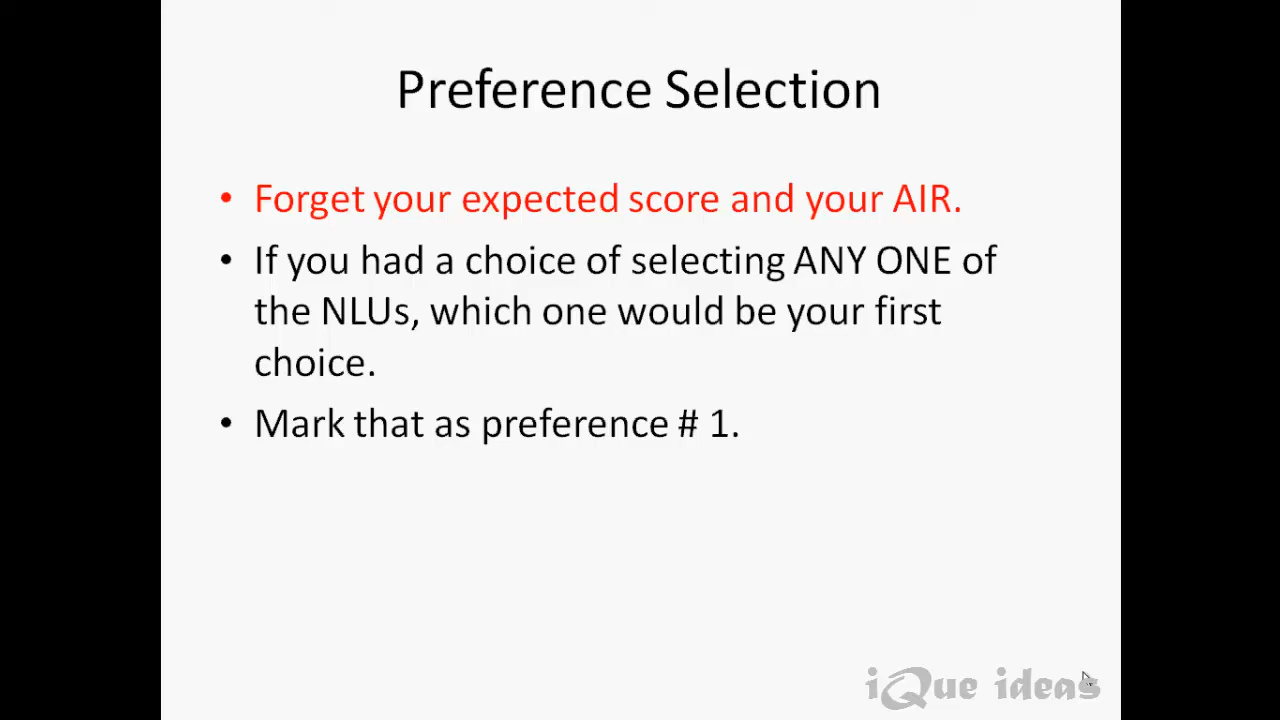 Preference Selection
• Forget your expected score and your AIR.
• If you had a choice of selecting ANY ONE of
the NLUs, which one would be your first
choice.
• Mark that as preference # 1.
iQue ideas